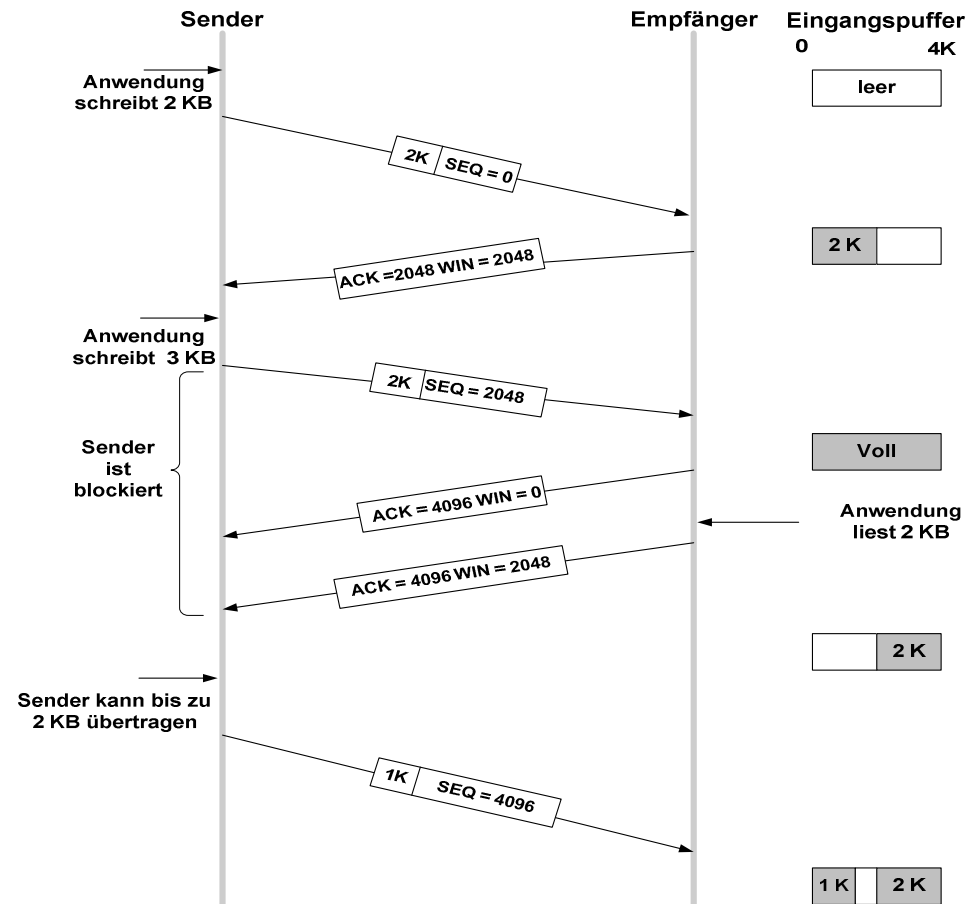 Sender
Empfänger
Eingangspuffer
0
4K
Anwendung
schreibt 2 KB
leer
2K
SEQ = 0
2 K
ACK =2048 WIN = 2048
Anwendung
schreibt 3 KB
2K
SEQ = 2048
Sender
ist
blockiert
Voll
ACK = 4096 WIN = 0
Anwendung
liest 2 KB
ACK = 4096 WIN = 2048
2 K
Sender kann bis zu
2 KB übertragen
1K
SEQ = 4096
1 K
2 K